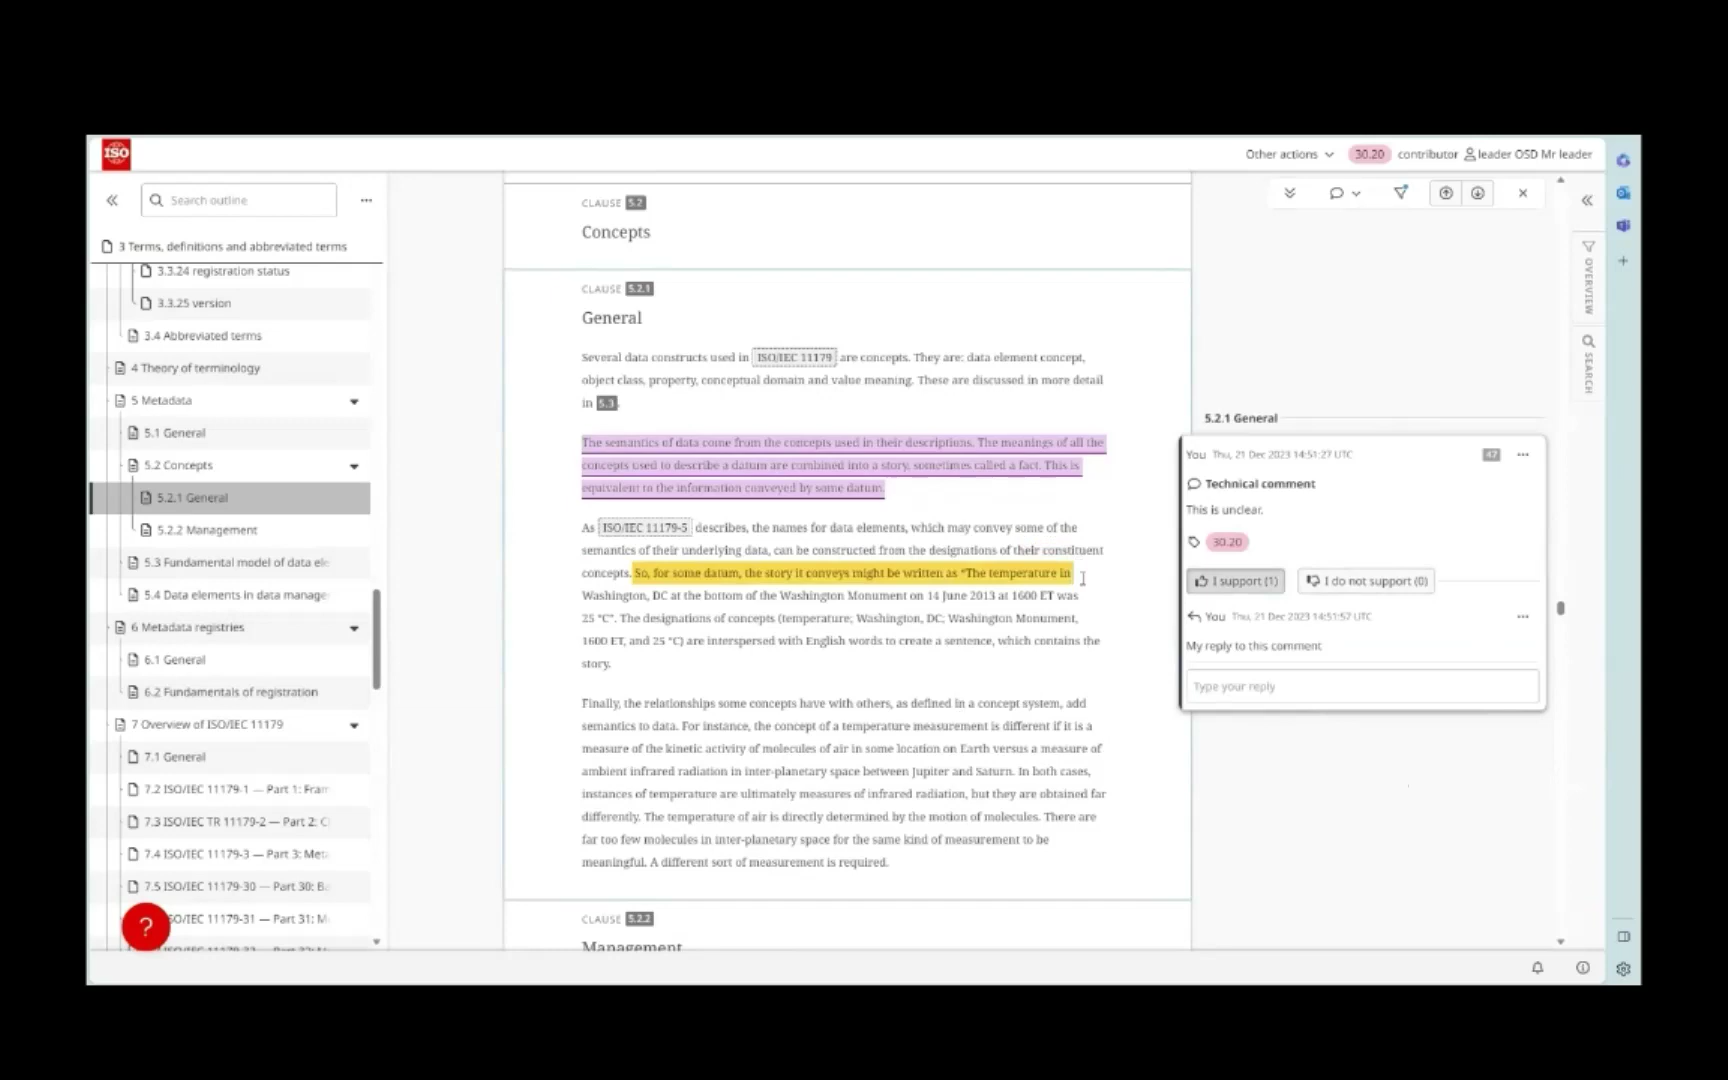 ISO
Other actions
30.20
contributor
leader OSD Mr leader
Search outline
3 Terms, definitions and abbreviated terms
3.3.24 registration status
3.3.25 version
3.4 Abbreviated terms
4 Theory of terminology
5 Metadata
5.1 General
5.2 Concepts
5.2.1 General
5.2.2 Management
5.3 Fundamental model of data ele
5.4 Data elements in data manage
6 Metadata registries
6.1 General
6.2 Fundamentals of registration
7 Overview of ISO/IEC 11179
7.1 General
7.2 ISO/IEC 11179-1 — Part 1: Fram
7.3 ISO/IEC TR 11179-2 — Part 2: C
7.4 ISO/IEC 11179-3 — Part 3: Meta
7.5 ISO/IEC 11179-30 — Part 30: Ba
SO/IEC 11179-31 — Part 31: M
?
CLAUSE 5.2
Concepts
CLAUSE 5.2.1
General
Several data constructs used in ISO/IEC 11179 are concepts. They are: data element concept,
object class, property, conceptual domain and value meaning. These are discussed in more detail
in 5.3.
The semantics of data come from the concepts used in their descriptions. The meanings of all the
concepts used to describe a datum are combined into a story, sometimes called a fact. This is
equivalent to the information conveyed by some datum.
As ISO/IEC 11179-5 describes, the names for data elements, which may convey some of the
semantics of their underlying data, can be constructed from the designations of their constituent
concepts. So, for some datum, the story it conveys might be written as “The temperature in
Washington, DC at the bottom of the Washington Monument on 14 June 2013 at 1600 ET was
25 °C”. The designations of concepts (temperature; Washington, DC; Washington Monument,
1600 ET, and 25 °C) are interspersed with English words to create a sentence, which contains the
story.
Finally, the relationships some concepts have with others, as defined in a concept system, add
semantics to data. For instance, the concept of a temperature measurement is different if it is a
measure of the kinetic activity of molecules of air in some location on Earth versus a measure of
ambient infrared radiation in inter-planetary space between Jupiter and Saturn. In both cases,
instances of temperature are ultimately measures of infrared radiation, but they are obtained far
differently. The temperature of air is directly determined by the motion of molecules. There are
far too few molecules in inter-planetary space for the same kind of measurement to be
meaningful. A different sort of measurement is required.
CLAUSE 5.2.2
Management
5.2.1 General
You Thu, 21 Dec 2023 14:51:27 UTC
47
Technical comment
This is unclear.
30.20
I support (1)
I do not support (0)
You Thu, 21 Dec 2023 14:51:57 UTC
My reply to this comment
Type your reply
OVERVIEW
SEARCH